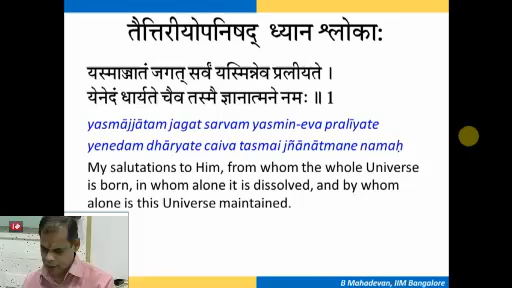 तैत्तिरीयोपनिषद् ध्यान श्लोका:
यस्माज्जातं जगत् सर्वं यस्मिन्नेव प्रलीयते ।
येनेदं धार्यते चैव तस्मै ज्ञानात्मने नमः ॥ 1
yasmājjātam jagat sarvam yasmin-eva pralīyate
yenedam dhāryate caiva tasmai jñānātmane namaḥ
My salutations to Him, from whom the whole Universe
is born, in whom alone it is dissolved, and by whom
alone is this Universe maintained.
B Mahadevan, IIM Bangalore